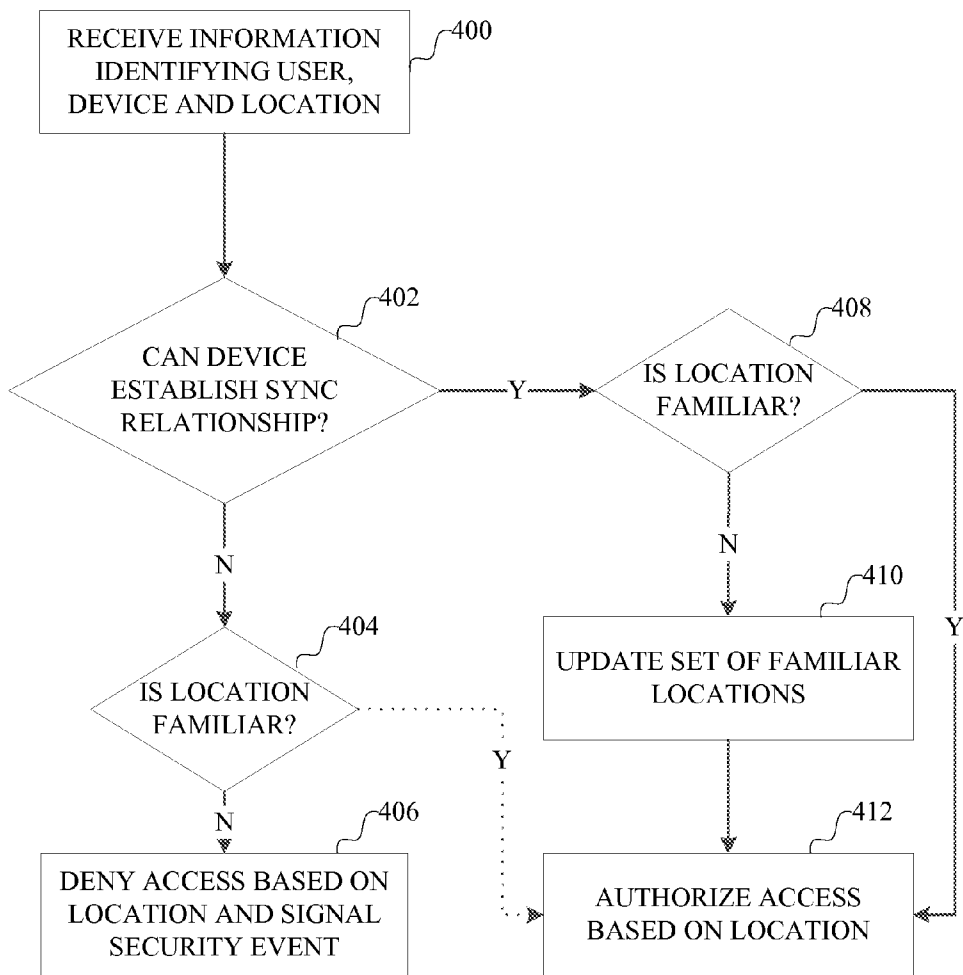 RECEIVE INFORMATION
IDENTIFYING USER,
DEVICE AND LOCATION
400
402
CAN DEVICE
ESTABLISH SYNC
RELATIONSHIP?
Y
408
IS LOCATION
FAMILIAR?
Y
N
N
410
UPDATE SET OF FAMILIAR
LOCATIONS
404
IS LOCATION
FAMILIAR?
Y
N
406
DENY ACCESS BASED ON
LOCATION AND SIGNAL
SECURITY EVENT
412
AUTHORIZE ACCESS
BASED ON LOCATION